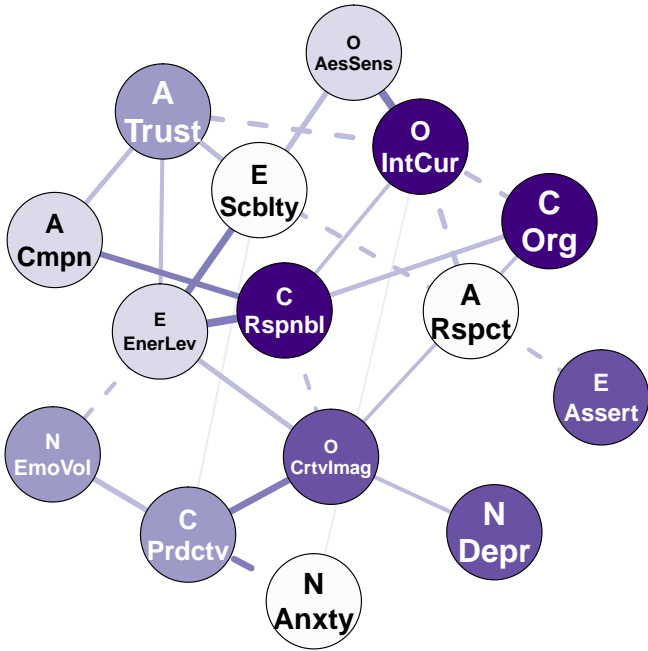 O
AesSens
A
Trust
O
IntCur
E
Scblty
C
Org
A
Cmpn
C
Rspnbl
A
Rspct
E
EnerLev
E
Assert
N
EmoVol
O
CrtvImag
C
Prdctv
N
Depr
N
Anxty